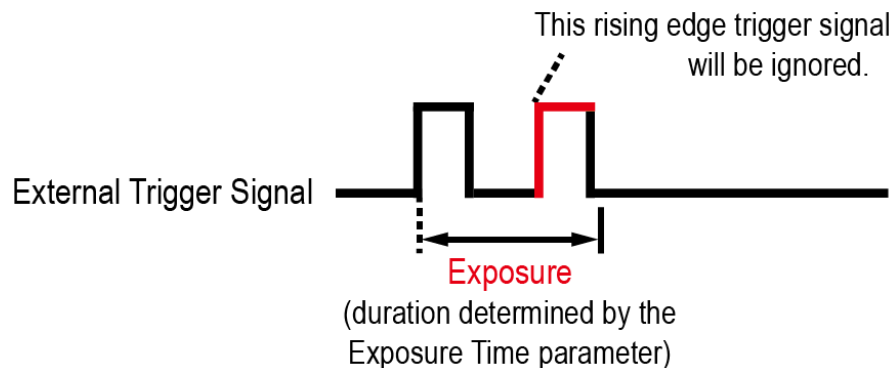 This rising edge trigger signal
will be ignored.
External Trigger Signal
Exposure
(duration determined by the
Exposure Time parameter)